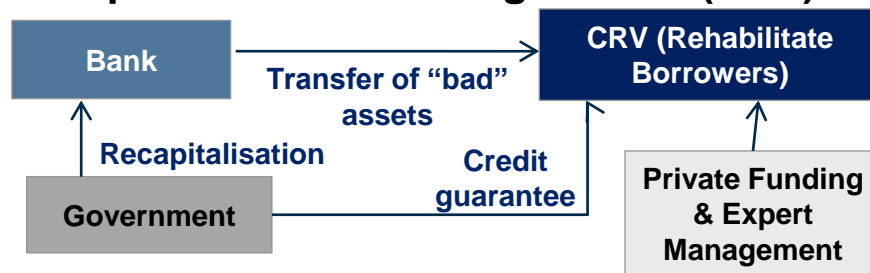 Bank
CRV (Rehabilitate
Borrowers)
Transfer of “bad”
assets
Recapitalisation
Credit
guarantee
Government
Private Funding
& Expert
Management